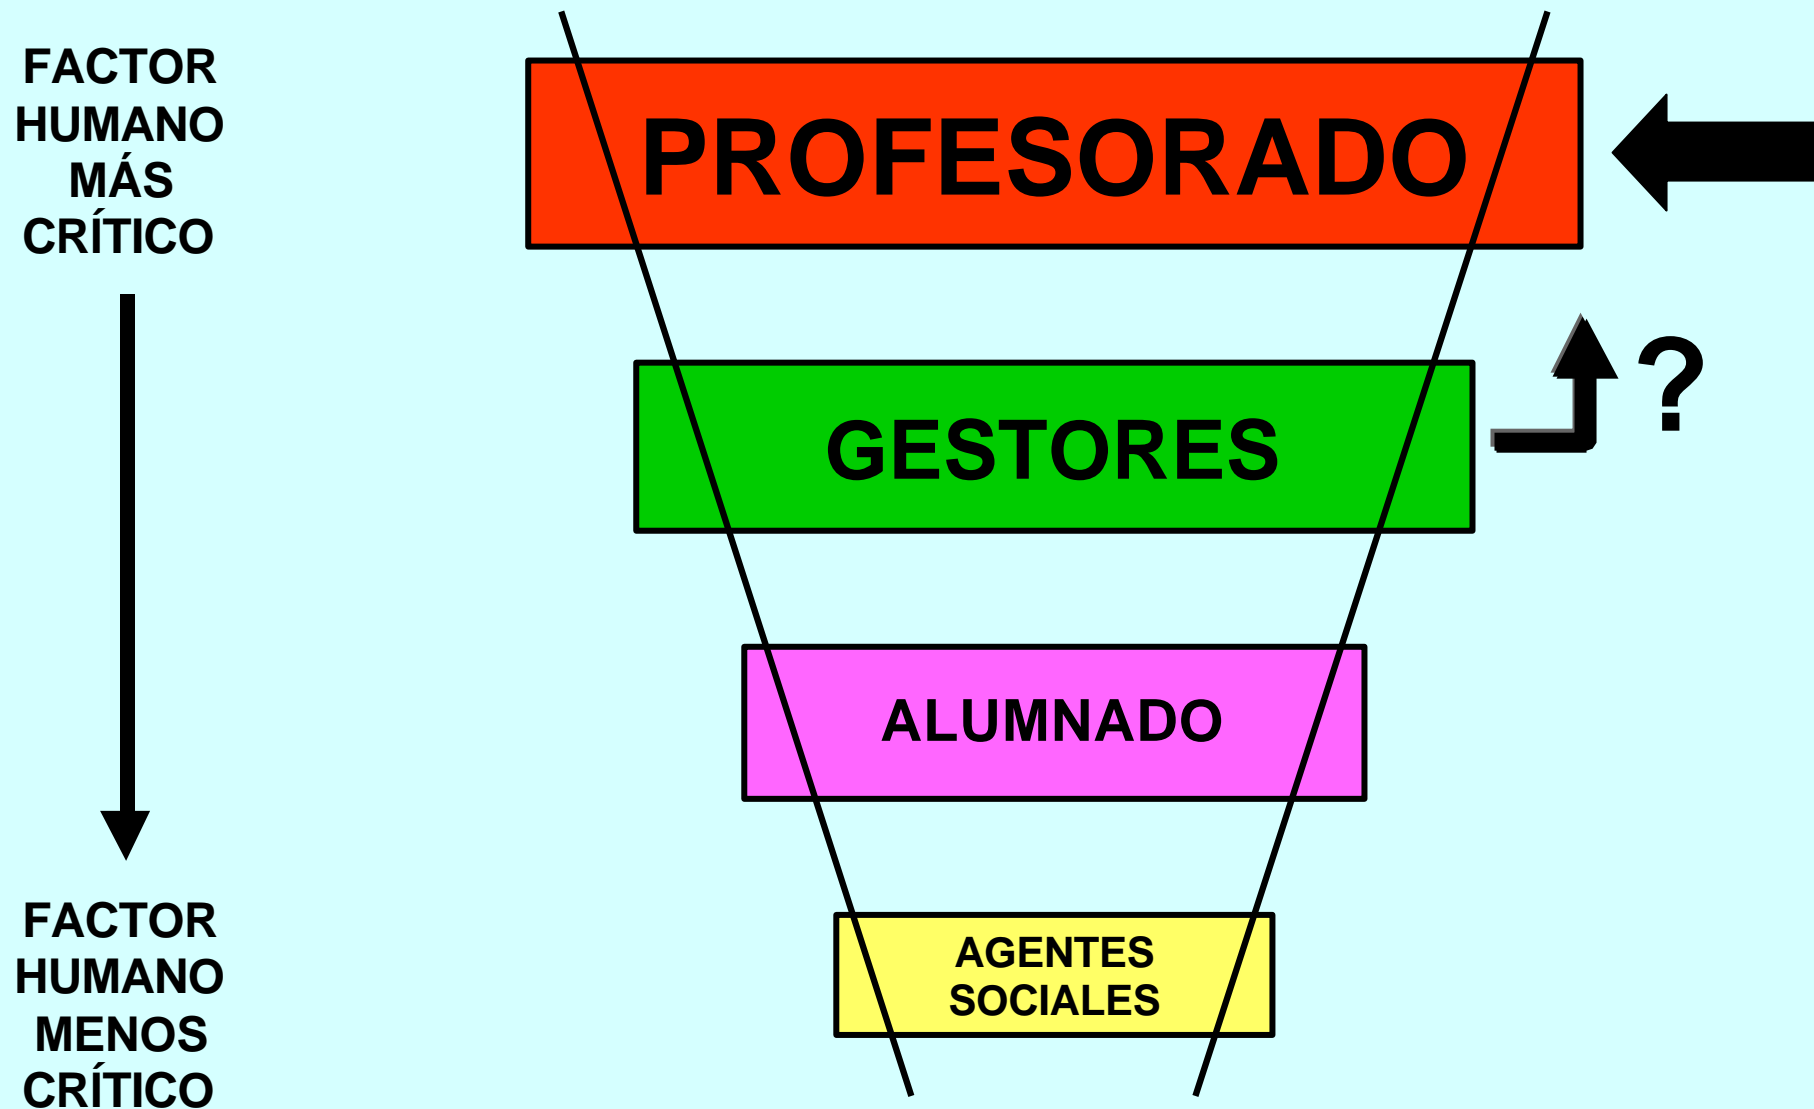 FACTOR
HUMANO
MÁS
CRÍTICO
PROFESORADO
?
GESTORES
ALUMNADO
FACTOR
HUMANO
MENOS
CRÍTICO
AGENTES
SOCIALES